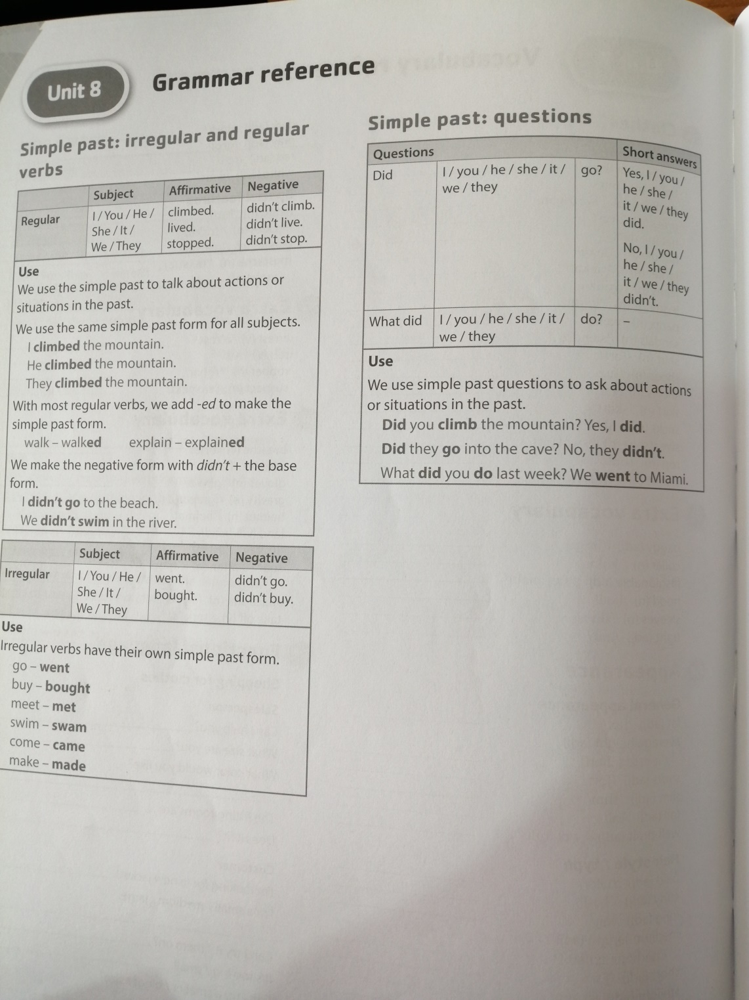 Unit 8
Grammar reference
Simple past: irregular and regular
verbs
Subject Affirmative Negative
Regular I / You / He / climbed. didn't climb.
She / It / lived. didn't live.
We / They stopped. didn't stop.
Use
We use the simple past to talk about actions or
situations in the past.
We use the same simple past form for all subjects.
I climbed the mountain.
He climbed the mountain.
They climbed the mountain.
With most regular verbs, we add -ed to make the
simple past form.
walk – walked explain – explained
We make the negative form with didn't + the base
form.
I didn't go to the beach.
We didn't swim in the river.
Subject Affirmative Negative
Irregular I / You / He / went. didn't go.
She / It / bought. didn't buy.
We / They
Use
Irregular verbs have their own simple past form.
go – went
buy – bought
meet – met
swim – swam
come – came
make – made
Simple past: questions
Questions Short answers
Did I / you / he / she / it / go? Yes, I / you /
we / they he / she /
it / we / they
did.
No, I / you /
he / she /
it / we / they
didn't.
What did I / you / he / she / it / do? –
we / they
Use
We use simple past questions to ask about actions
or situations in the past.
Did you climb the mountain? Yes, I did.
Did they go into the cave? No, they didn't.
What did you do last week? We went to Miami.